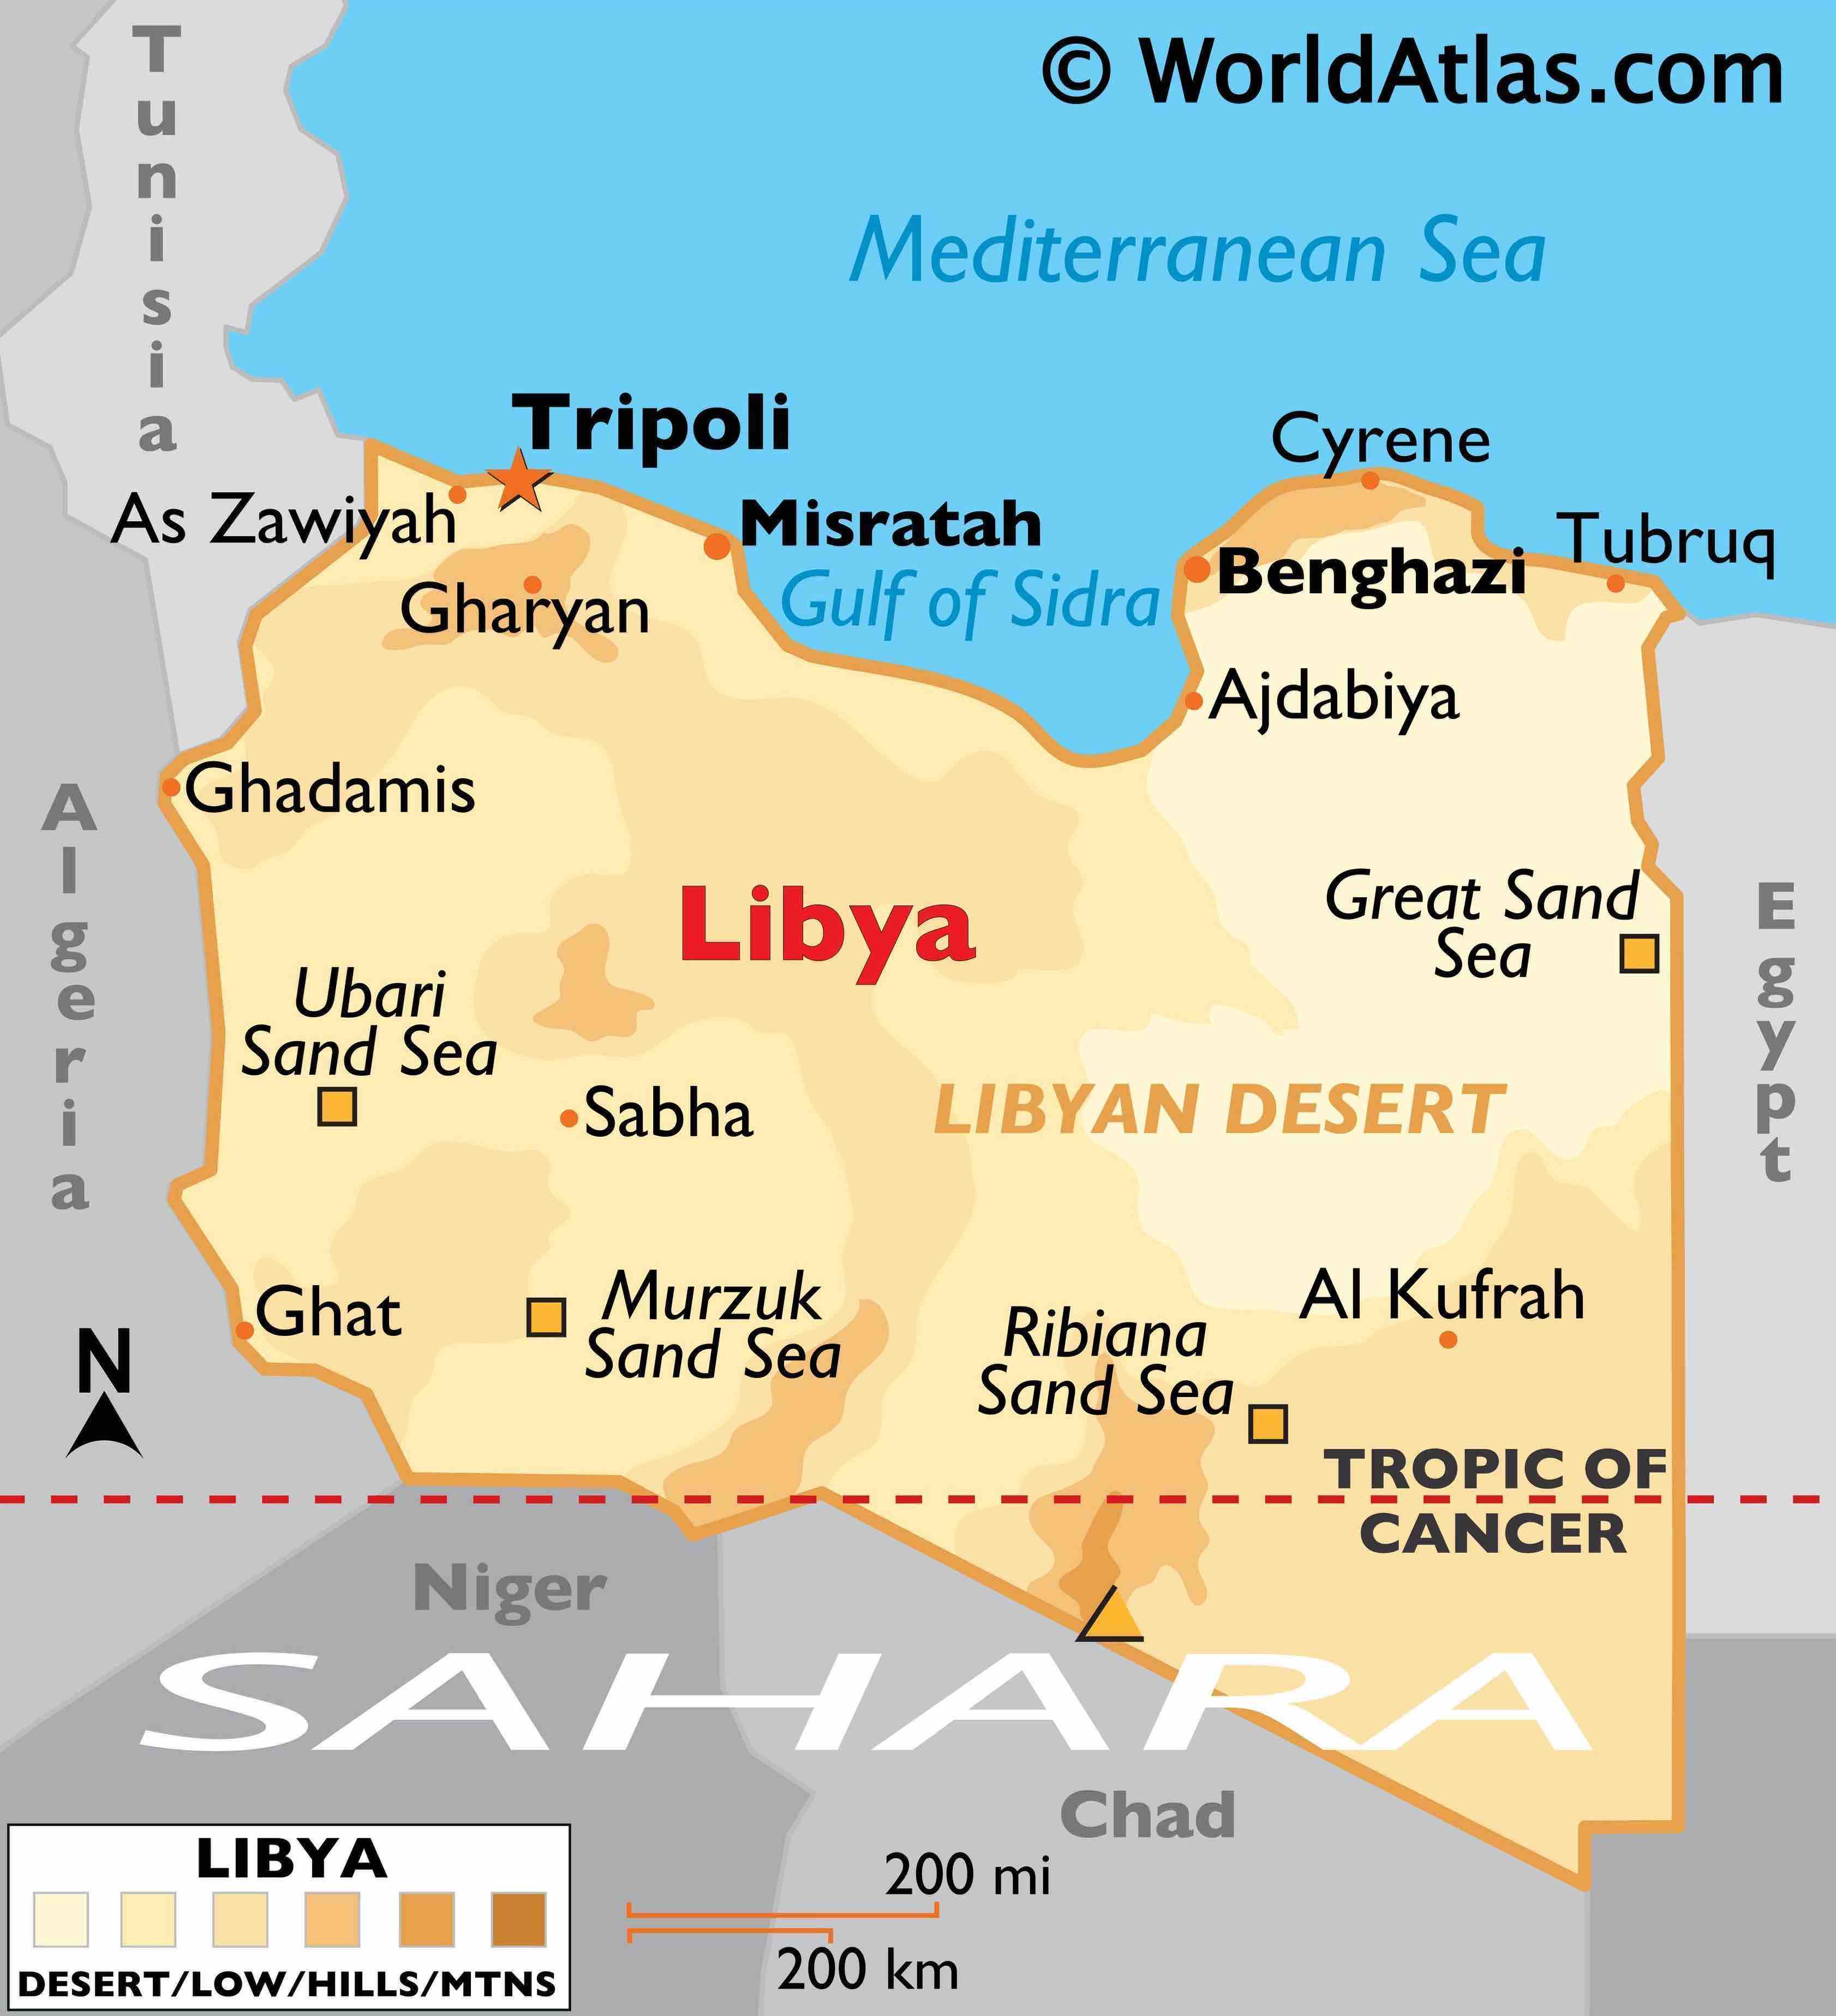 © WorldAtlas.com
Tunisia
Mediterranean Sea
Tripoli
Cyrene
As Zawiyah
Misratah
Tubruq
Benghazi
Gulf of Sidra
Gharyan
Ajdabiya
Ghadamis
Algeria
Libya
Great Sand
Sea
Egypt
Ubari
Sand Sea
Sabha
LIBYAN DESERT
Ghat
Murzuk
Sand Sea
Ribiana
Sand Sea
Al Kufrah
N
TROPIC OF
CANCER
Niger
SAHARA
Chad
LIBYA
DESERT/LOW/HILLS/MTNS
200 mi
200 km